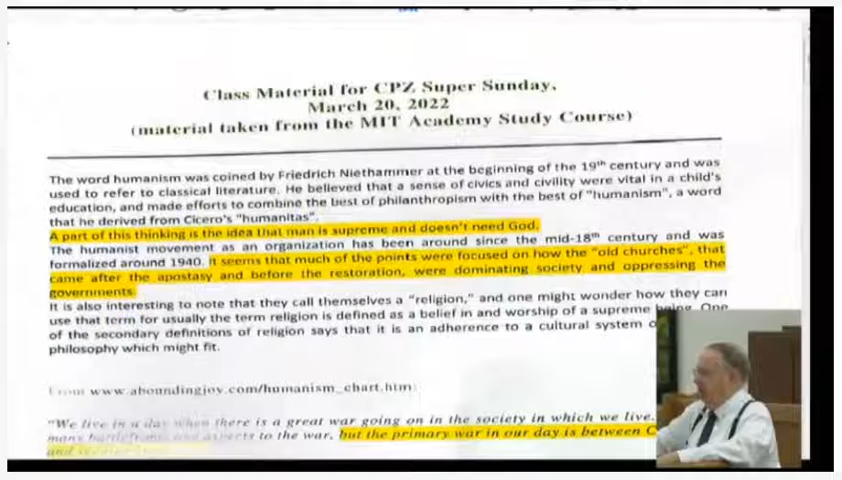 Class Material for CPZ Super Sunday,
March 20, 2022
(material taken from the MIT Academy Study Course)
The word humanism was coined by Friedrich Niethammer at the beginning of the 19th century and was
used to refer to classical literature. He believed that a sense of civics and civility were vital in a child's
education, and made efforts to combine the best of philanthropism with the best of "humanism", a word
that he derived from Cicero's "humanitas".
A part of this thinking is the idea that man is supreme and doesn't need God.
The humanist movement as an organization has been around since the mid-18th century and was
formalized around 1940. It seems that much of the points were focused on how the "old churches", that
came after the apostasy and before the restoration, were dominating society and oppressing the
governments.
It is also interesting to note that they call themselves a "religion," and one might wonder how they can
use that term for usually the term religion is defined as a belief in and worship of a supreme being. One
of the secondary definitions of religion says that it is an adherence to a cultural system o
philosophy which might fit.
From www.aboundingjoy.com/humanism_chart.htm:
"We live in a day when there is a great war going on in the society in which we live.
many battlefronts and aspects to the war, but the primary war in our day is between C
and